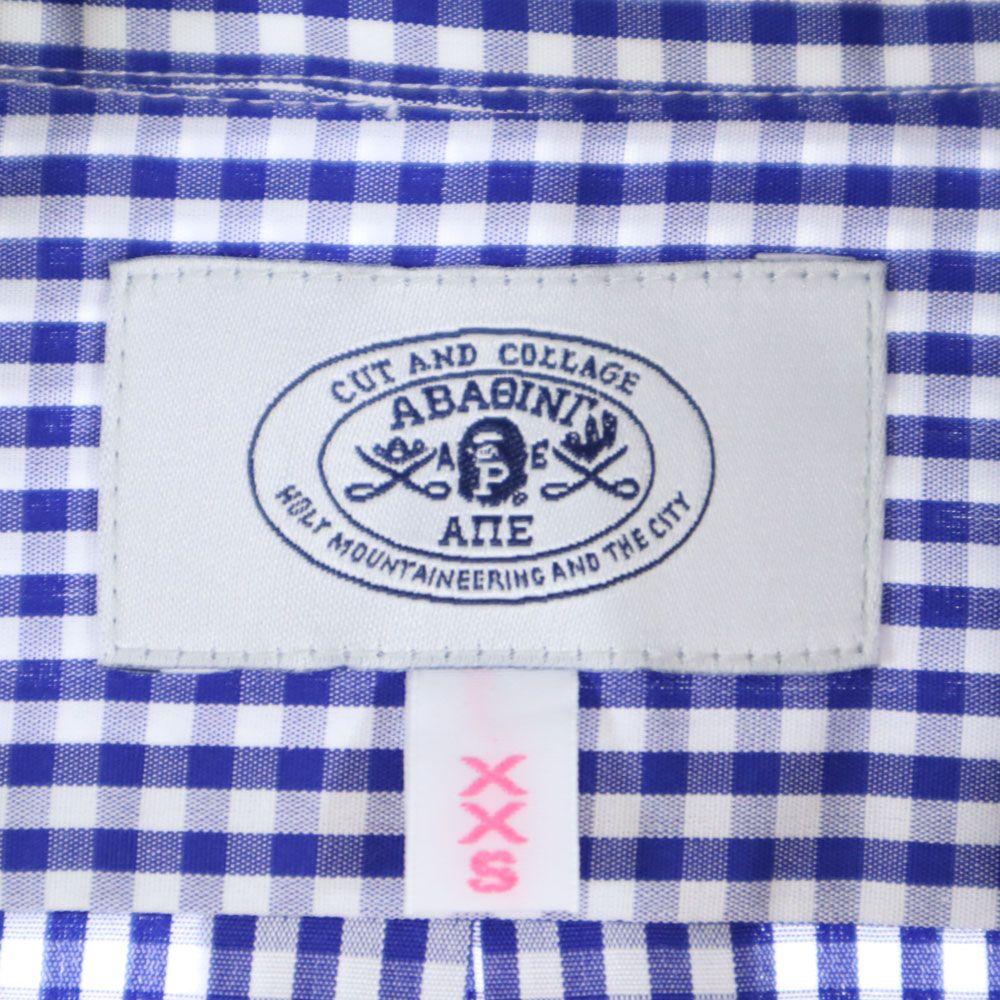 CUT AND COLLAGE
ΑΒΑΘΙΝΓ
A E
P
ΑΠΕ
HOLY MOUNTAINEERING AND THE CITY
XXS